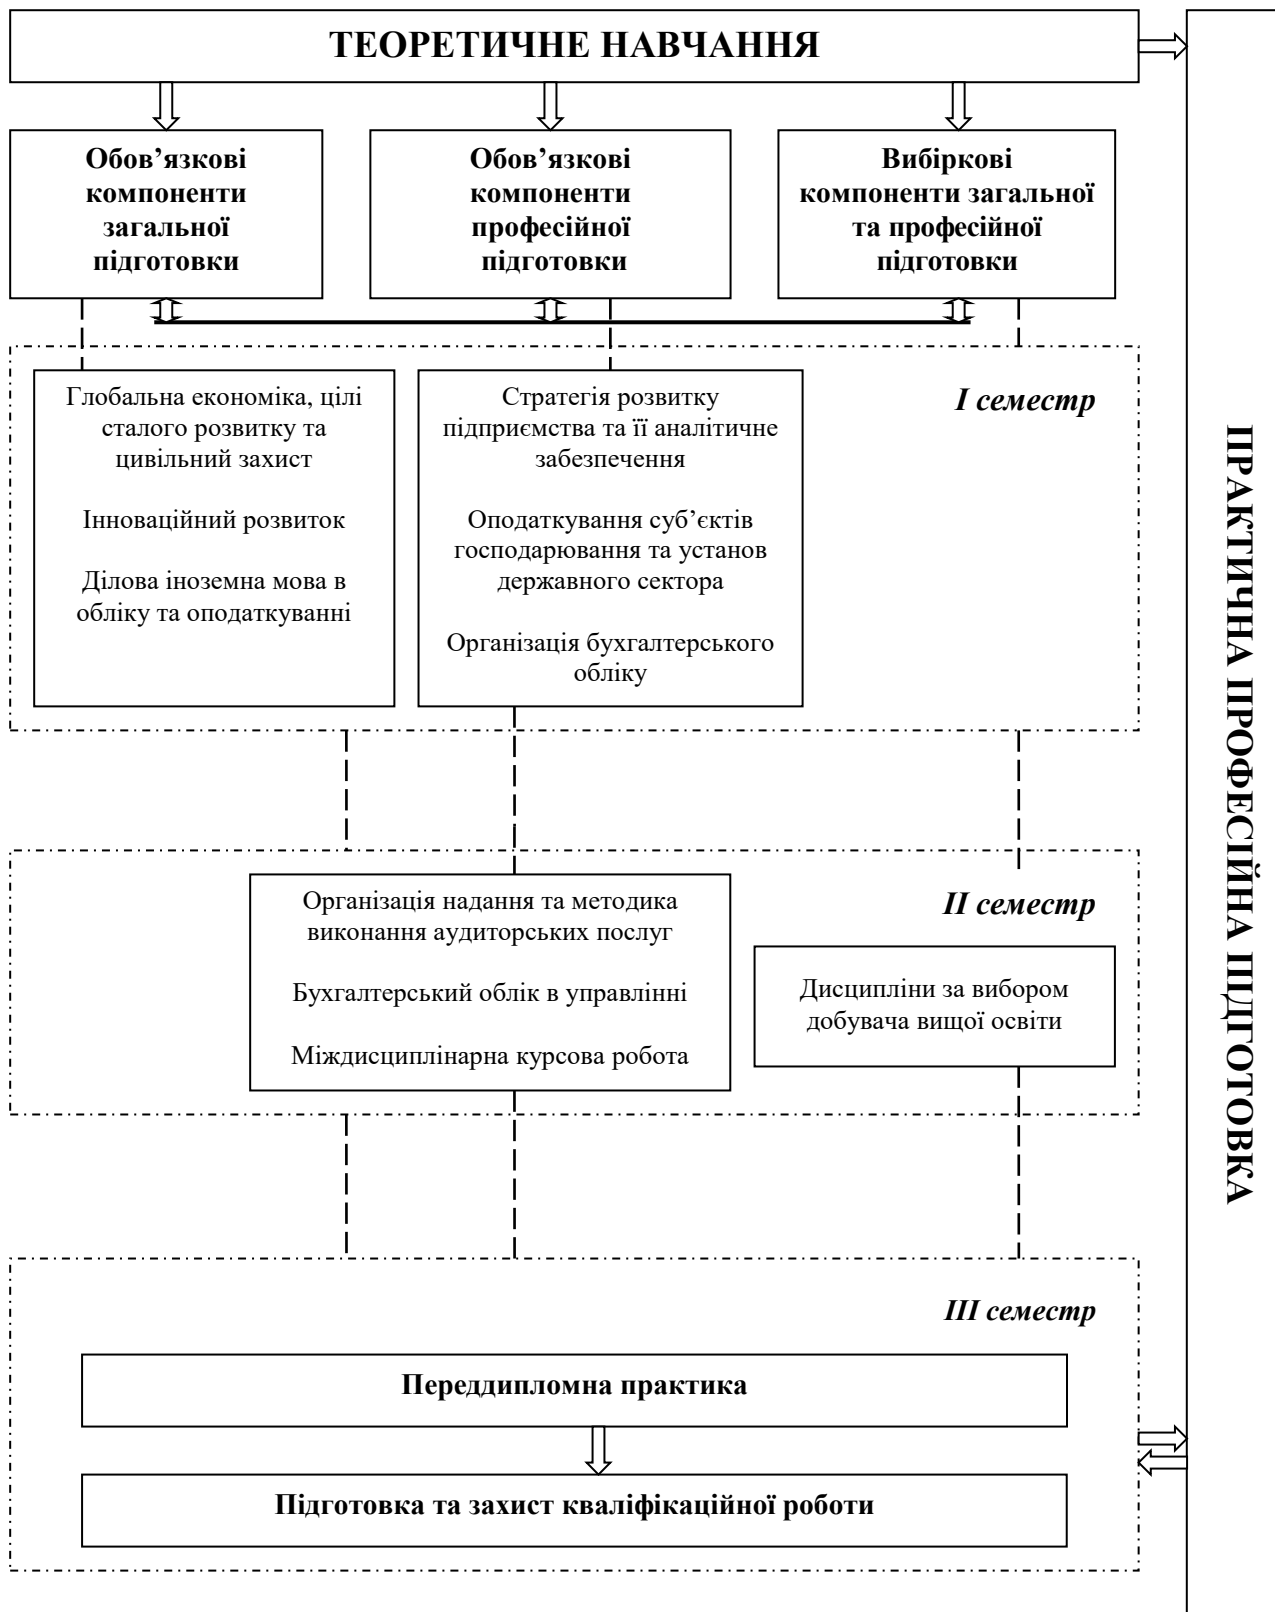 ТЕОРЕТИЧНЕ НАВЧАННЯ
Обов’язкові
компоненти
загальної
підготовки
Обов’язкові
компоненти
професійної
підготовки
Вибіркові
компоненти загальної
та професійної
підготовки
I семестр
Глобальна економіка, цілі
сталого розвитку та
цивільний захист
Інноваційний розвиток
Ділова іноземна мова в
обліку та оподаткуванні
Стратегія розвитку
підприємства та її аналітичне
забезпечення
Оподаткування суб’єктів
господарювання та установ
державного сектора
Організація бухгалтерського
обліку
II семестр
Організація надання та методика
виконання аудиторських послуг
Бухгалтерський облік в управлінні
Міждисциплінарна курсова робота
Дисципліни за вибором
добувача вищої освіти
III семестр
Переддипломна практика
Підготовка та захист кваліфікаційної роботи
ПРАКТИЧНА ПРОФЕСІЙНА ПІДГОТОВКА